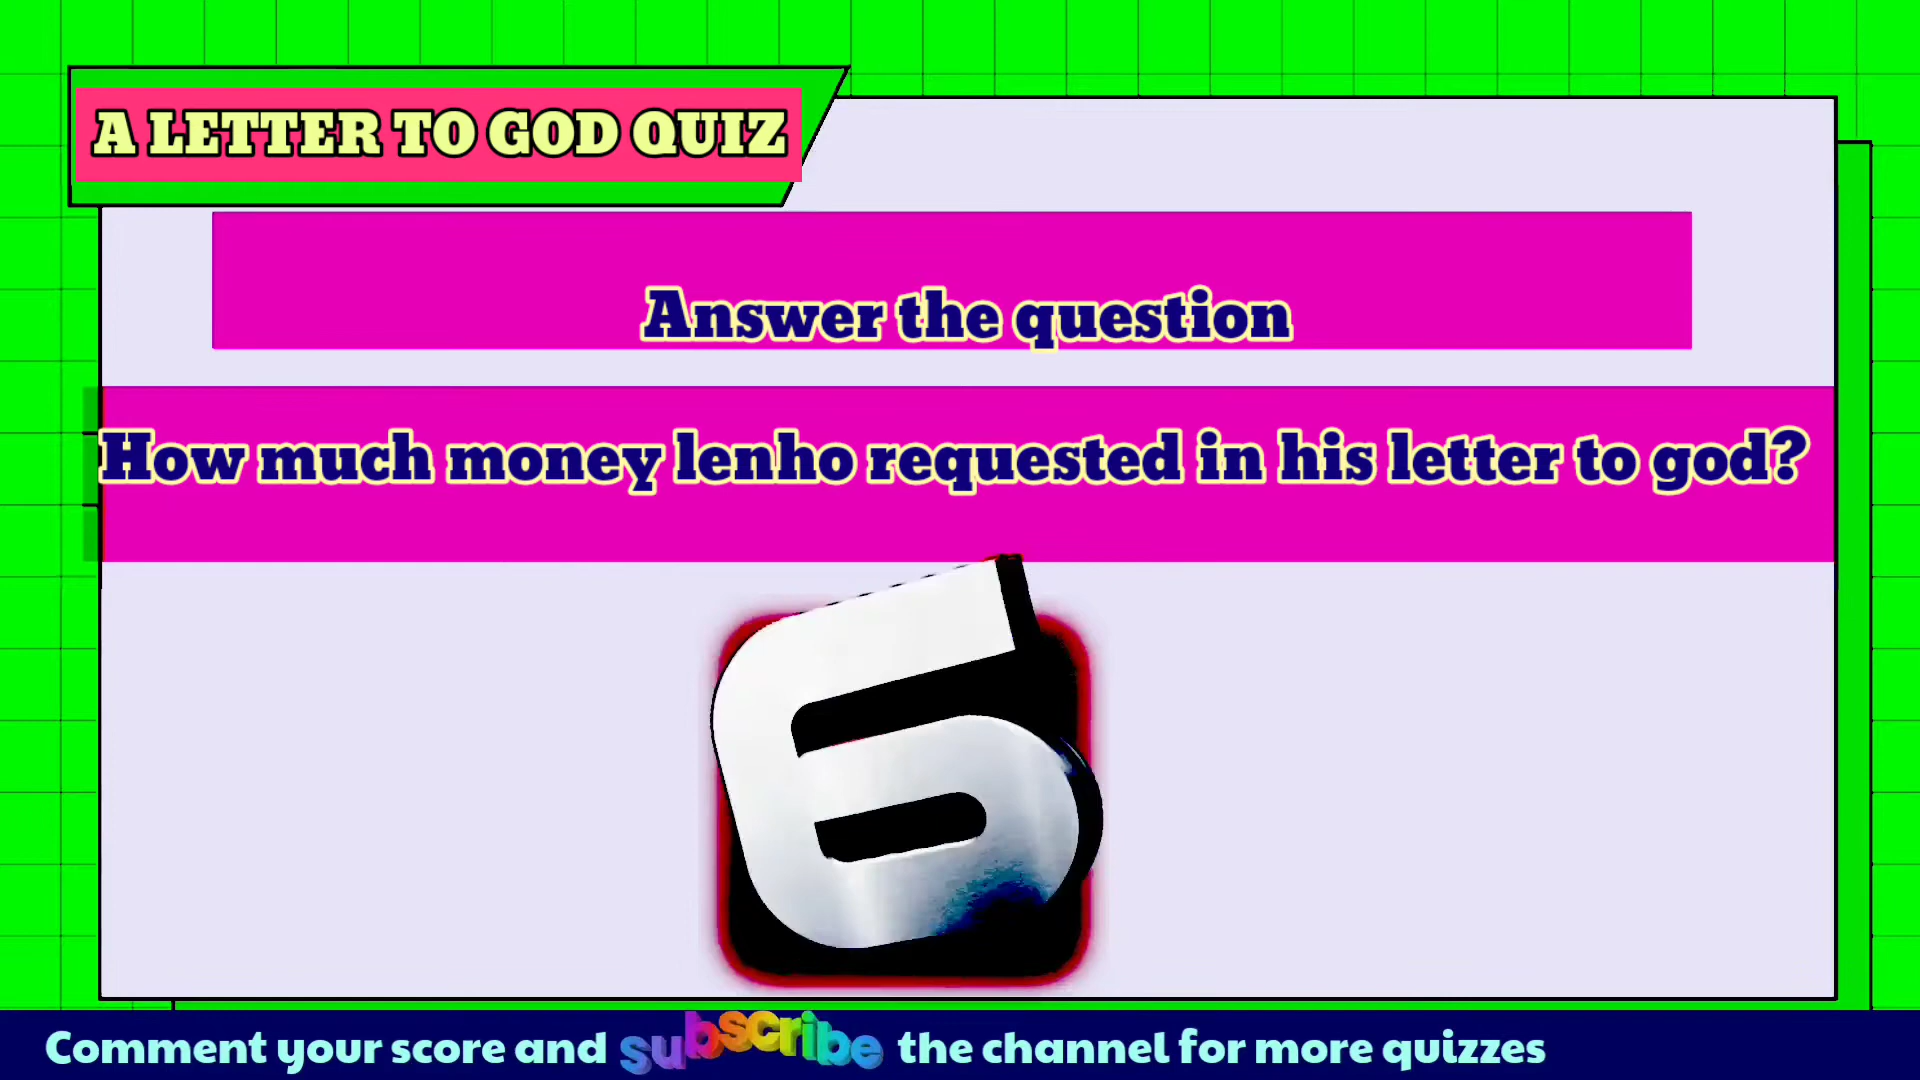 A LETTER TO GOD QUIZ
Answer the question
How much money lenho requested in his letter to god?
6
Comment your score and subscribe the channel for more quizzes